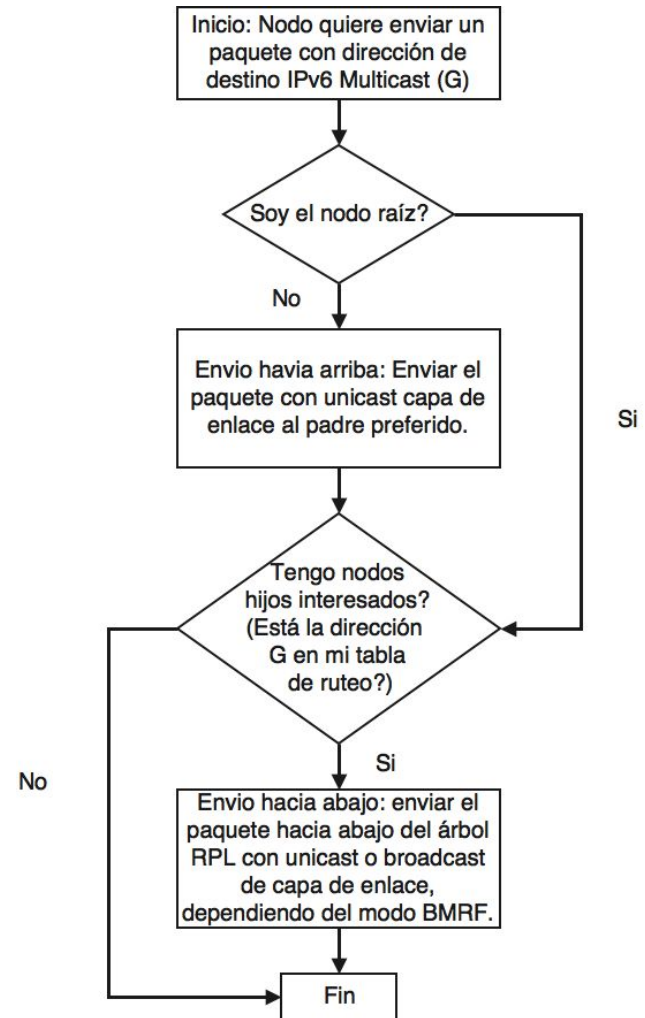 Inicio: Nodo quiere enviar un
paquete con dirección de
destino IPv6 Multicast (G)
Soy el nodo raíz?
No
Si
Envio havia arriba: Enviar el
paquete con unicast capa de
enlace al padre preferido.
Tengo nodos
hijos interesados?
(Está la dirección
G en mi tabla
de ruteo?)
No
Si
Envio hacia abajo: enviar el
paquete hacia abajo del árbol
RPL con unicast o broadcast
de capa de enlace,
dependiendo del modo BMRF.
Fin